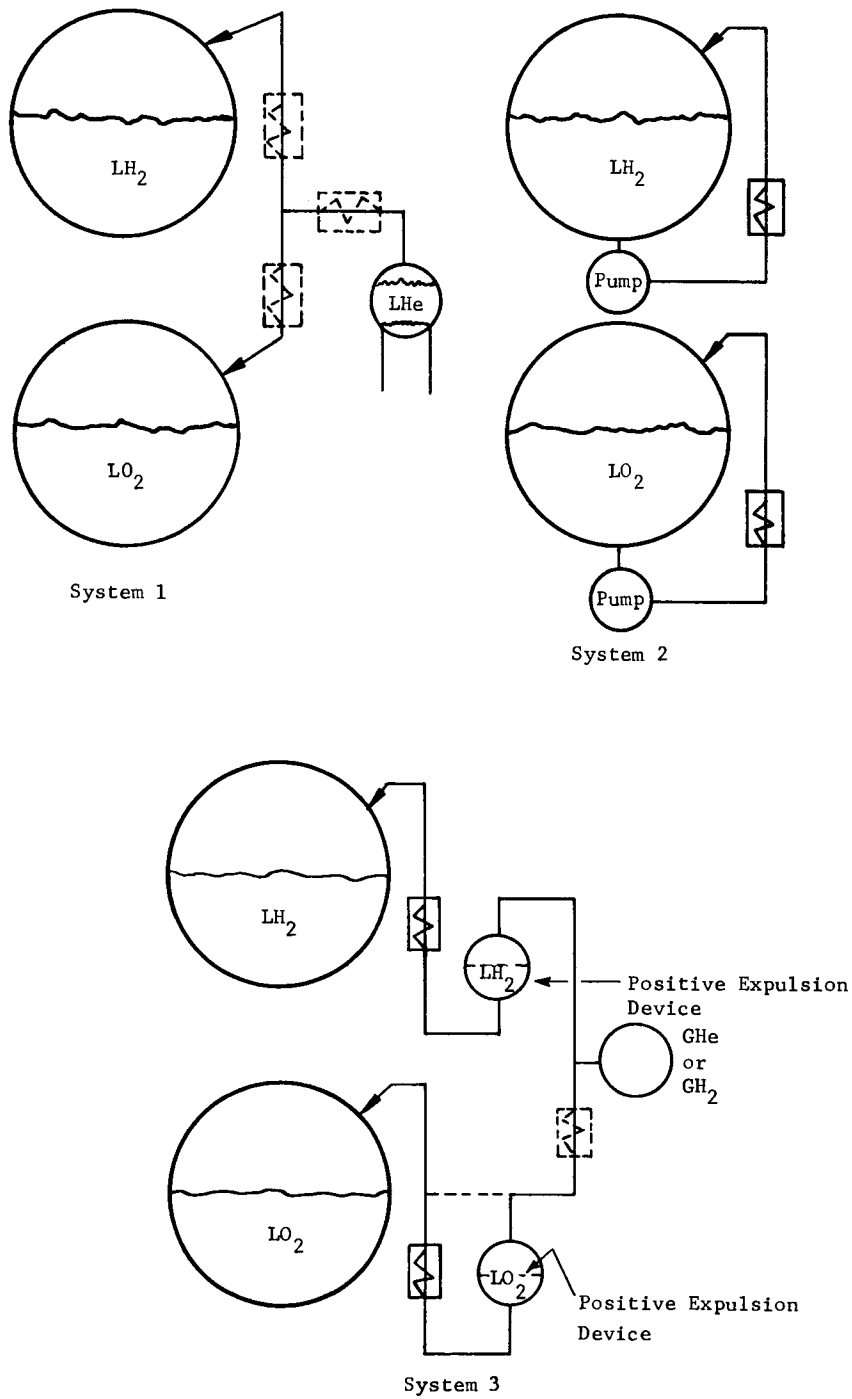 LH2
LHe
LO2
System 1
LH2
Pump
LO2
Pump
System 2
LH2
LH2
Positive Expulsion
Device
GHe
or
GH2
LO2
LO2
Positive Expulsion
Device
System 3